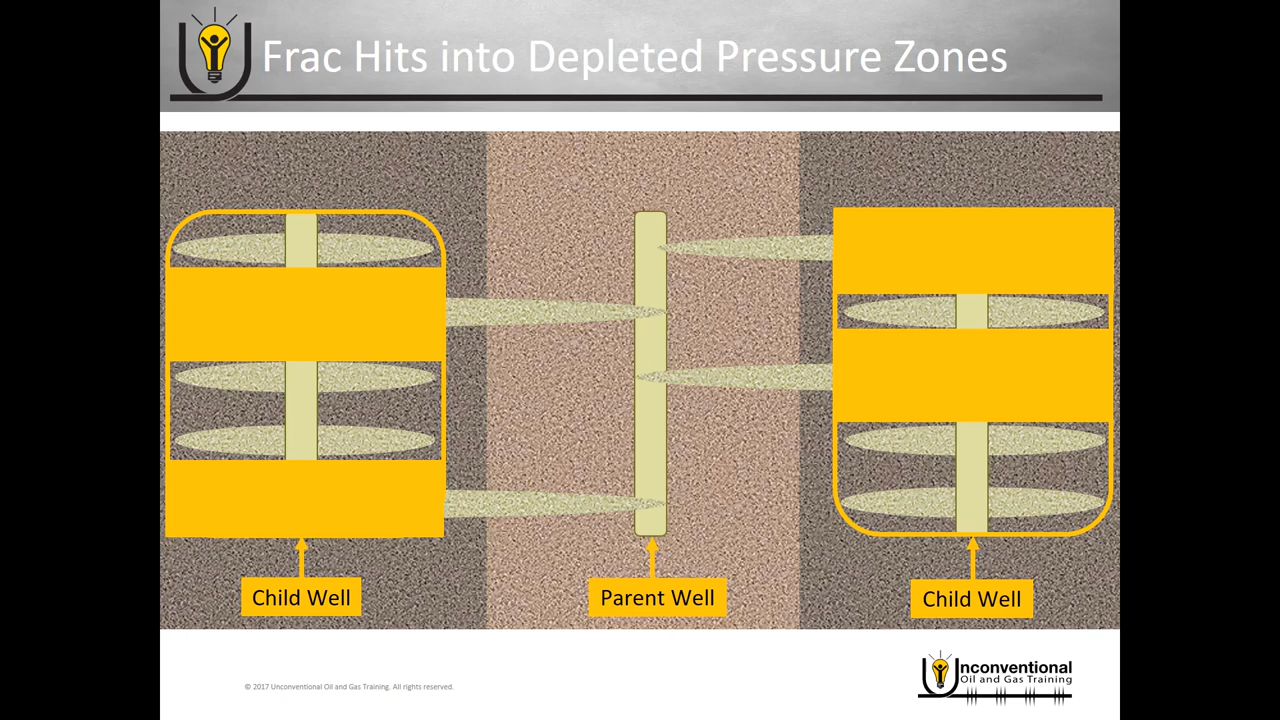 Frac Hits into Depleted Pressure Zones
Child Well
Parent Well
Child Well
© 2017 Unconventional Oil and Gas Training. All rights reserved.
Unconventional
Oil and Gas Training